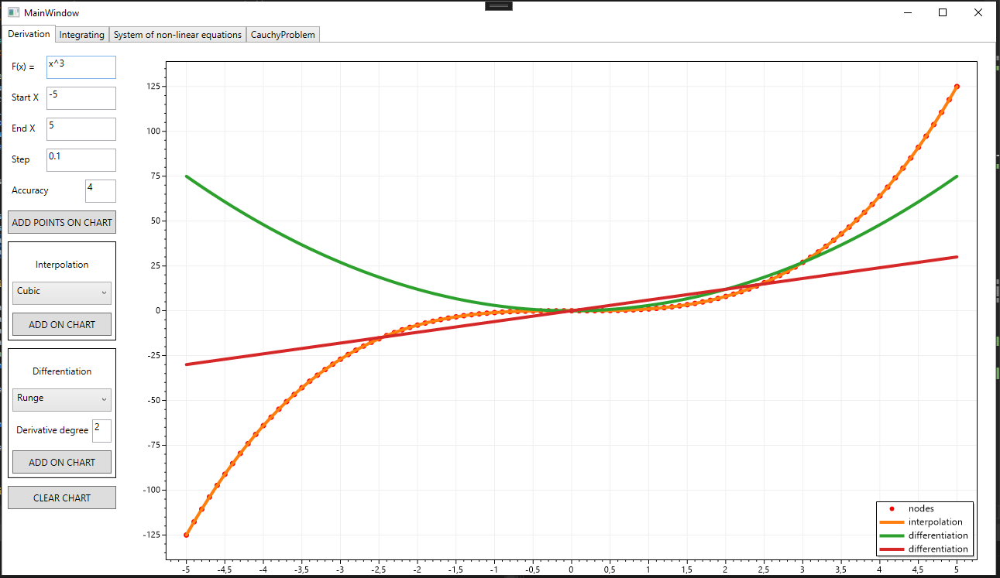 MainWindow
Derivation Integrating System of non-linear equations CauchyProblem
F(x) = x^3
Start X -5
End X 5
Step 0.1
Accuracy 4
ADD POINTS ON CHART
Interpolation
Cubic
ADD ON CHART
Differentiation
Runge
Derivative degree 2
ADD ON CHART
CLEAR CHART
125
100
75
50
25
0
-25
-50
-75
-100
-125
-5 -4,5 -4 -3,5 -3 -2,5 -2 -1,5 -1 -0,5 0 0,5 1 1,5 2 2,5 3 3,5 4 4,5 5
nodes
interpolation
differentiation
differentiation